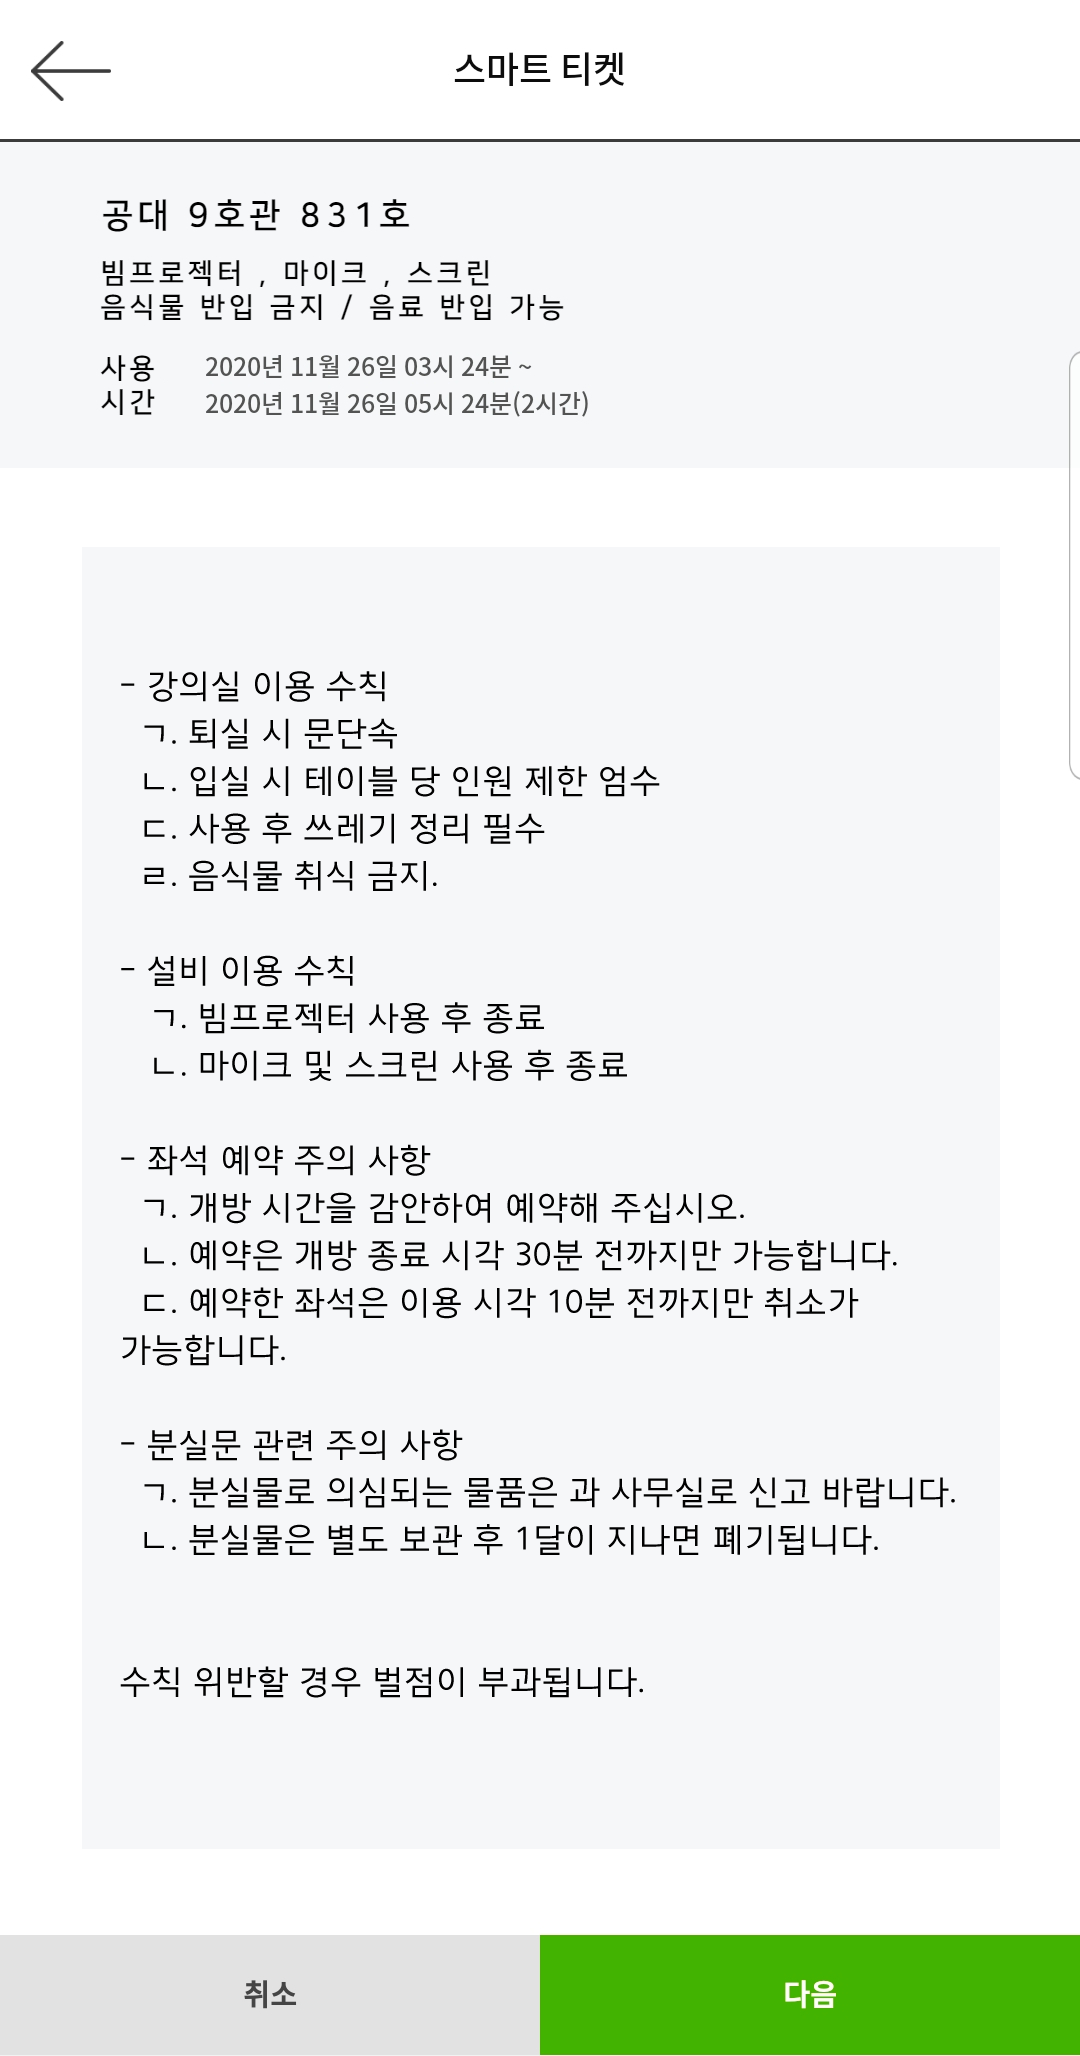 스마트 티켓
공대 9호관 831호
빔프로젝터 , 마이크 , 스크린
음식물 반입 금지 / 음료 반입 가능
사용 2020년 11월 26일 03시 24분 ~
시간 2020년 11월 26일 05시 24분(2시간)
- 강의실 이용 수칙
ㄱ. 퇴실 시 문단속
ㄴ. 입실 시 테이블 당 인원 제한 엄수
ㄷ. 사용 후 쓰레기 정리 필수
ㄹ. 음식물 취식 금지.
- 설비 이용 수칙
ㄱ. 빔프로젝터 사용 후 종료
ㄴ. 마이크 및 스크린 사용 후 종료
- 좌석 예약 주의 사항
ㄱ. 개방 시간을 감안하여 예약해 주십시오.
ㄴ. 예약은 개방 종료 시각 30분 전까지만 가능합니다.
ㄷ. 예약한 좌석은 이용 시각 10분 전까지만 취소가
가능합니다.
- 분실문 관련 주의 사항
ㄱ. 분실물로 의심되는 물품은 과 사무실로 신고 바랍니다.
ㄴ. 분실물은 별도 보관 후 1달이 지나면 폐기됩니다.
수칙 위반할 경우 벌점이 부과됩니다.
취소 다음